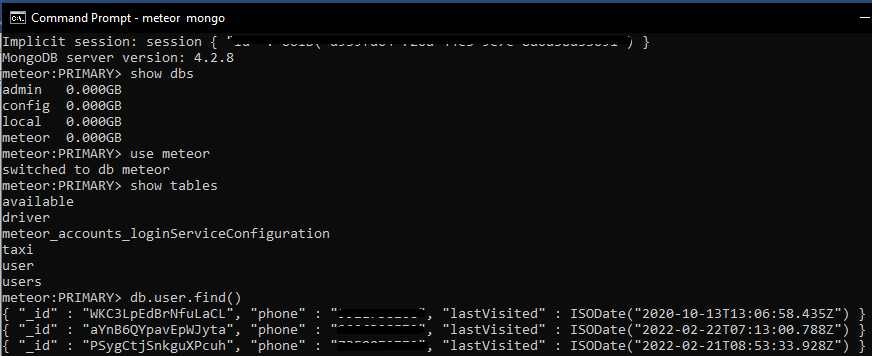 Command Prompt - meteor mongo
Implicit session: session { ") }
MongoDB server version: 4.2.8
meteor:PRIMARY> show dbs
admin   0.000GB
config  0.000GB
local   0.000GB
meteor  0.000GB
meteor:PRIMARY> use meteor
switched to db meteor
meteor:PRIMARY> show tables
available
driver
meteor_accounts_loginServiceConfiguration
taxi
user
users
meteor:PRIMARY> db.user.find()
{ "_id" : "WKC3LpEdBrNfuLaCL", "phone" : "", "lastVisited" : ISODate("2020-10-13T13:06:58.435Z") }
{ "_id" : "aYnB6QYpavEpWJyta", "phone" : "", "lastVisited" : ISODate("2022-02-22T07:13:00.788Z") }
{ "_id" : "PSygCtjSnkguXPcuh", "phone" : "", "lastVisited" : ISODate("2022-02-21T08:53:33.928Z") }